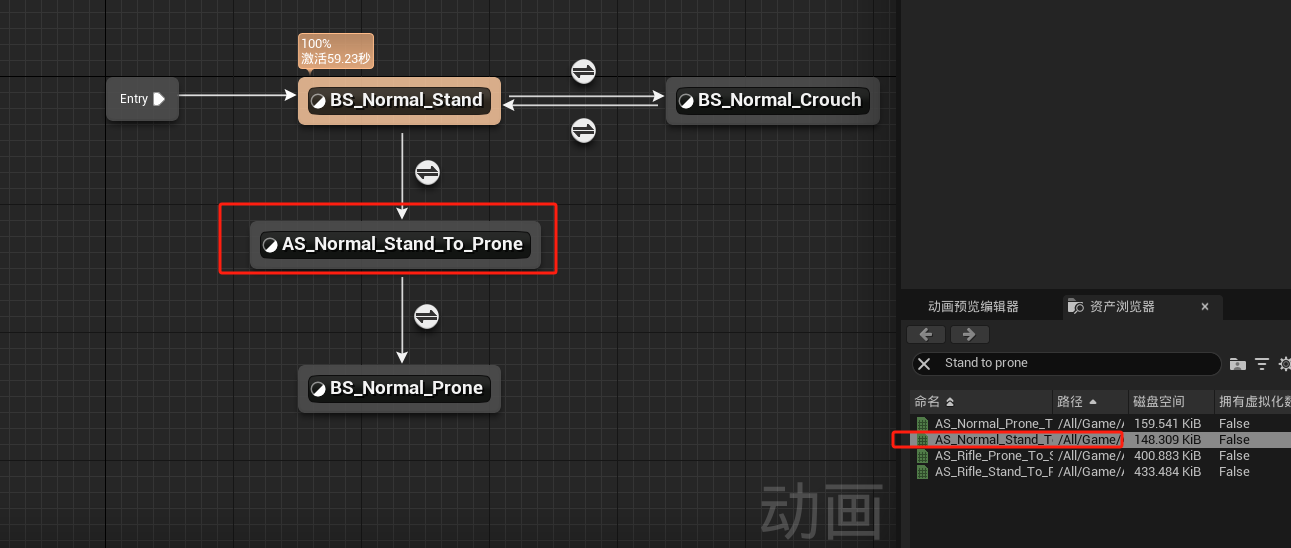 100%
激活59.23秒
Entry
BS_Normal_Stand
BS_Normal_Crouch
AS_Normal_Stand_To_Prone
BS_Normal_Prone
动画
动画预览编辑器
资产浏览器
Stand to prone
命名 路径 磁盘空间 拥有虚拟化数
AS_Normal_Prone_T /All/Game/A 159.541 KiB False
AS_Normal_Stand_T /All/Game/ 148.309 KiB False
AS_Rifle_Prone_To_S /All/Game/A 400.883 KiB False
AS_Rifle_Stand_To_P /All/Game/A 433.484 KiB False